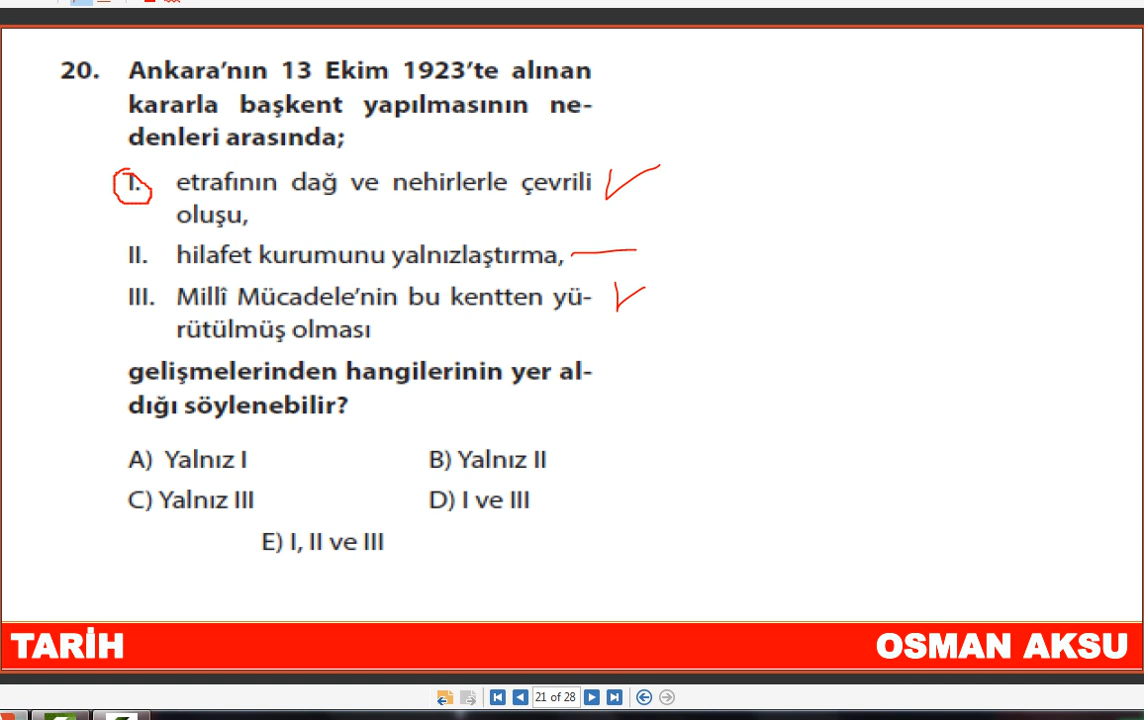 20. Ankara’nın 13 Ekim 1923’te alınan
kararla başkent yapılmasının ne-
denleri arasında;
I. etrafının dağ ve nehirlerle çevrili
oluşu,
II. hilafet kurumunu yalnızlaştırma,
III. Millî Mücadele’nin bu kentten yü-
rütülmüş olması
gelişmelerinden hangilerinin yer al-
dığı söylenebilir?
A) Yalnız I B) Yalnız II
C) Yalnız III D) I ve III
E) I, II ve III
TARİH OSMAN AKSU
21 of 28